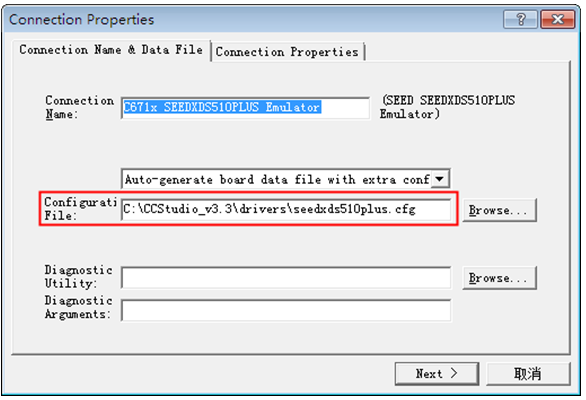 Connection Properties
Connection Name & Data File
Connection Properties
Connection
Name:
C671x SEEDXDS510PLUS Emulator
(SEED SEEDXDS510PLUS
Emulator)
Auto-generate board data file with extra conf
Configurati
File:
C:\CCStudio_v3.3\drivers\seedxds510plus.cfg
Browse...
Diagnostic
Utility:
Browse...
Diagnostic
Arguments:
Next >
取消